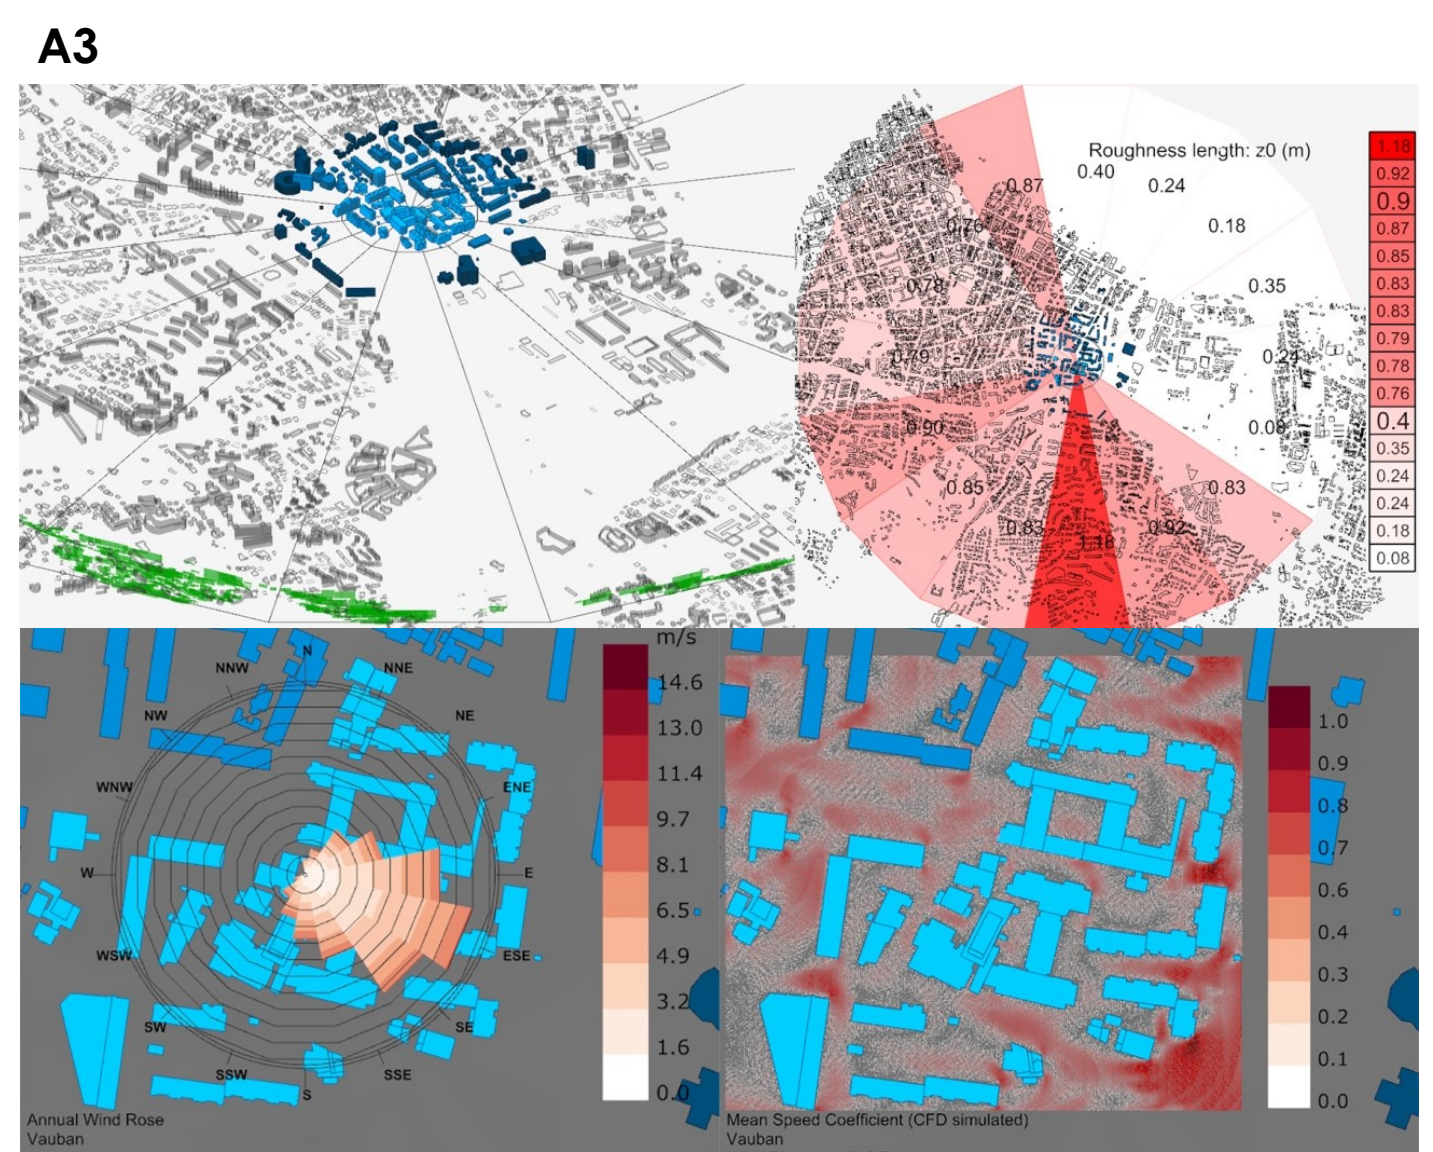 A3
Roughness length: z0 (m)
0.40
0.24
0.87
0.18
0.76
0.35
0.78
0.24
0.79
0.08
0.90
0.83
0.85
0.83
0.92
1.18
1.18
0.92
0.9
0.87
0.85
0.83
0.83
0.79
0.78
0.76
0.4
0.35
0.24
0.24
0.18
0.08
m/s
14.6
13.0
11.4
9.7
8.1
6.5
4.9
3.2
1.6
0.0
N
NNW
NNE
NW
NE
WNW
ENE
W
E
WSW
ESE
SW
SE
SSW
SSE
S
Annual Wind Rose
Vauban
1.0
0.9
0.8
0.7
0.6
0.4
0.3
0.2
0.1
0.0
Mean Speed Coefficient (CFD simulated)
Vauban